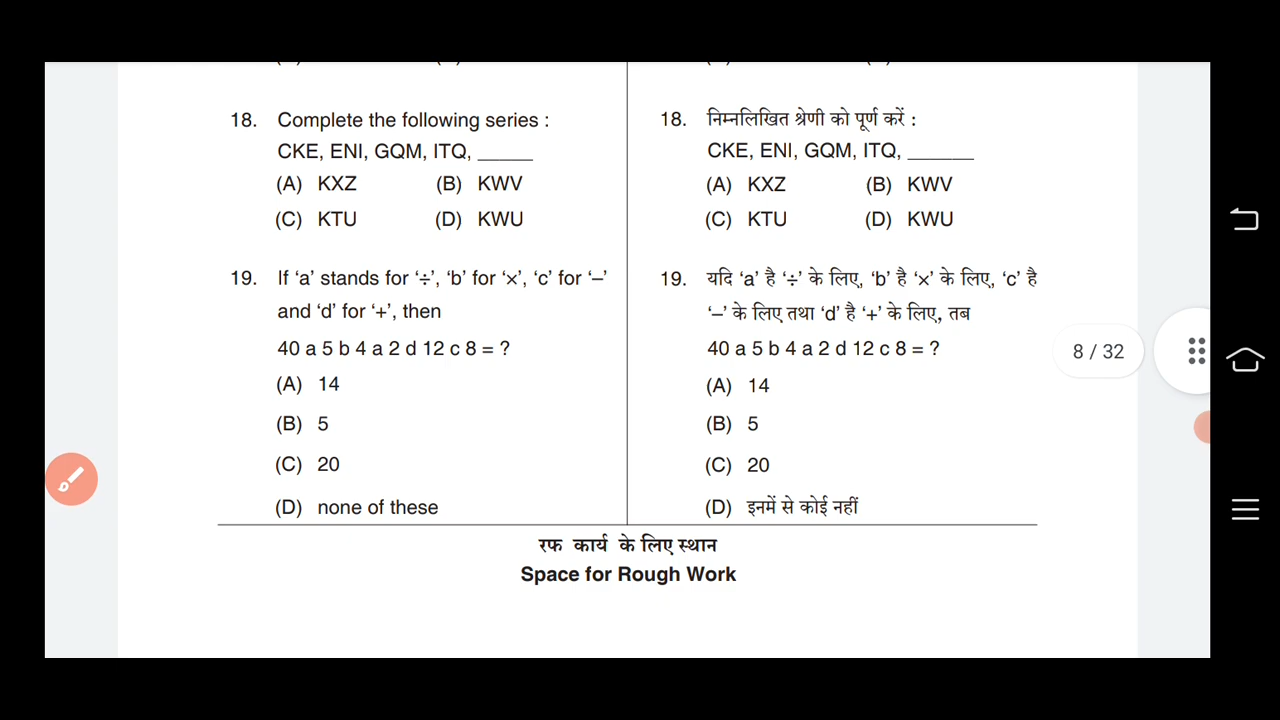 18. Complete the following series :
CKE, ENI, GQM, ITQ, _____
(A) KXZ (B) KWV
(C) KTU (D) KWU
19. If ‘a’ stands for ‘÷’, ‘b’ for ‘×’, ‘c’ for ‘–’
and ‘d’ for ‘+’, then
40 a 5 b 4 a 2 d 12 c 8 = ?
(A) 14
(B) 5
(C) 20
(D) none of these
18. निम्नलिखित श्रेणी को पूर्ण करें :
CKE, ENI, GQM, ITQ, ______
(A) KXZ (B) KWV
(C) KTU (D) KWU
19. यदि ‘a’ है ‘÷’ के लिए, ‘b’ है ‘×’ के लिए, ‘c’ है
‘–’ के लिए तथा ‘d’ है ‘+’ के लिए, तब
40 a 5 b 4 a 2 d 12 c 8 = ?
(A) 14
(B) 5
(C) 20
(D) इनमें से कोई नहीं
8 / 32
रफ कार्य के लिए स्थान
Space for Rough Work